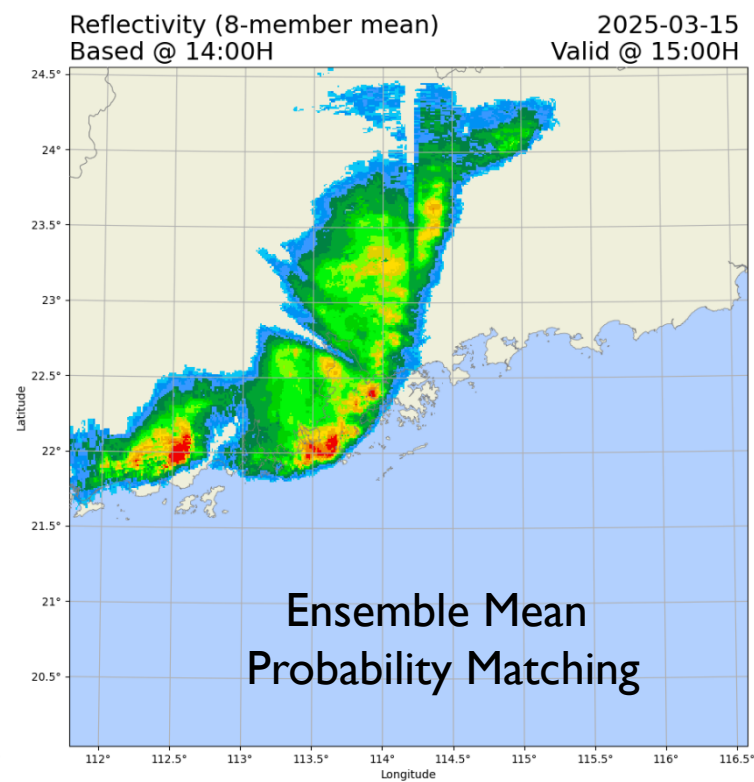 Reflectivity (8-member mean) 2025-03-15
Based @ 14:00H Valid @ 15:00H
24.5°
24°
23.5°
23°
22.5°
22°
21.5°
21°
20.5°
Latitude
Ensemble Mean
Probability Matching
112° 112.5° 113° 113.5° 114° 114.5° 115° 115.5° 116° 116.5°
Longitude